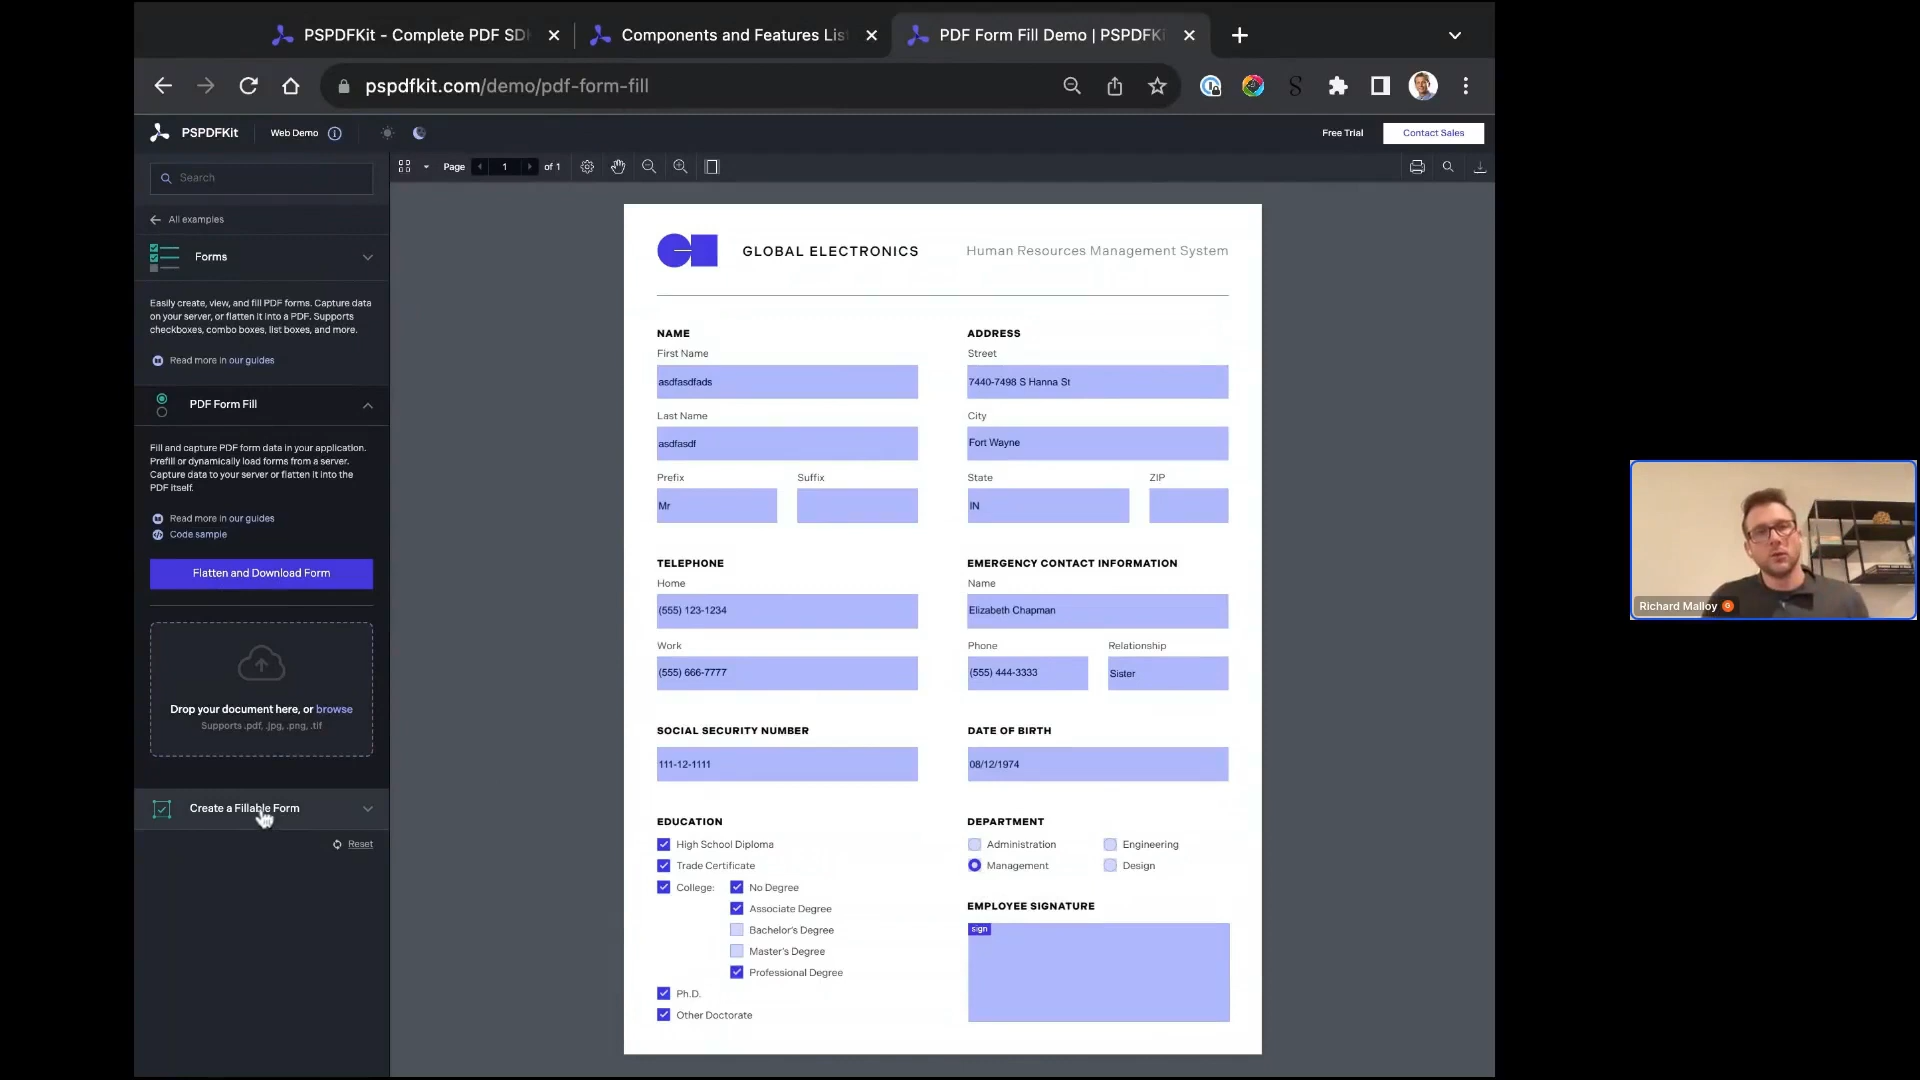 PSPDFKit - Complete PDF SD
Components and Features Lis
PDF Form Fill Demo | PSPDFKi
pspdfkit.com/demo/pdf-form-fill
PSPDFKit
Web Demo
Free Trial
Contact Sales
Search
Page 1 of 1
All examples
Forms
Easily create, view, and fill PDF forms. Capture data
on your server, or flatten it into a PDF. Supports
checkboxes, combo boxes, list boxes, and more.
Read more in our guides
PDF Form Fill
Fill and capture PDF form data in your application.
Prefill or dynamically load forms from a server.
Capture data to your server or flatten it into the
PDF itself.
Read more in our guides
Code sample
Flatten and Download Form
Drop your document here, or browse
Supports .pdf, .jpg, .png, .tif
Create a Fillable Form
Reset
GLOBAL ELECTRONICS
Human Resources Management System
NAME
First Name
asdfasdfads
Last Name
asdfasdf
Prefix
Suffix
Mr
ADDRESS
Street
7440-7498 S Hanna St
City
Fort Wayne
State
ZIP
IN
TELEPHONE
Home
(555) 123-1234
Work
(555) 666-7777
EMERGENCY CONTACT INFORMATION
Name
Elizabeth Chapman
Phone
Relationship
(555) 444-3333
Sister
SOCIAL SECURITY NUMBER
111-12-1111
DATE OF BIRTH
08/12/1974
EDUCATION
High School Diploma
Trade Certificate
College:
No Degree
Associate Degree
Bachelor's Degree
Master's Degree
Professional Degree
Ph.D.
Other Doctorate
DEPARTMENT
Administration
Engineering
Management
Design
EMPLOYEE SIGNATURE
sign
Richard Malloy